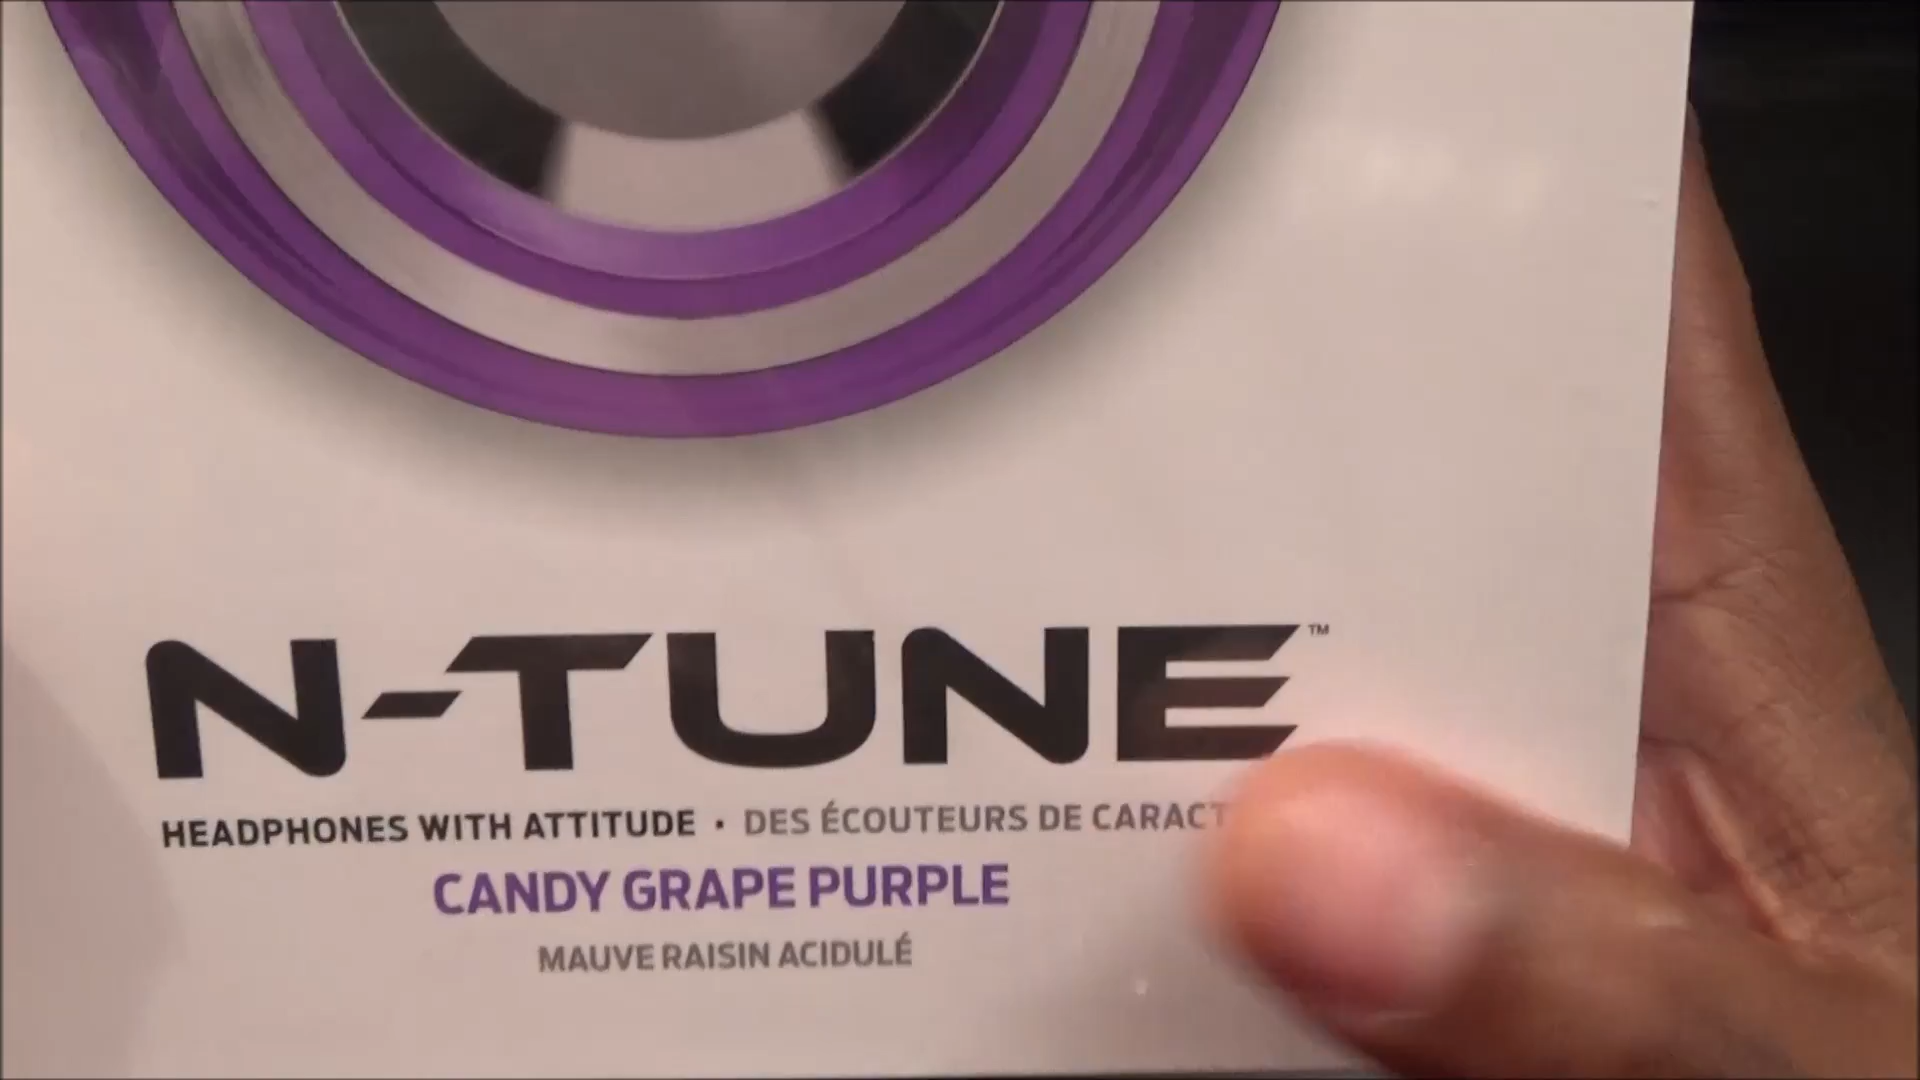 N-TUNE™
HEADPHONES WITH ATTITUDE · DES ÉCOUTEURS DE
CANDY GRAPE PURPLE
MAUVE RAISIN ACIDULÉ